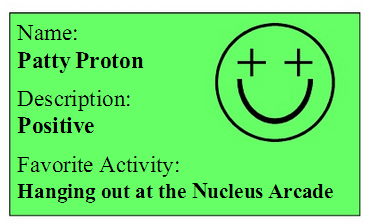 Name:
Patty Proton
Description:
Positive
Favorite Activity:
Hanging out at the Nucleus Arcade